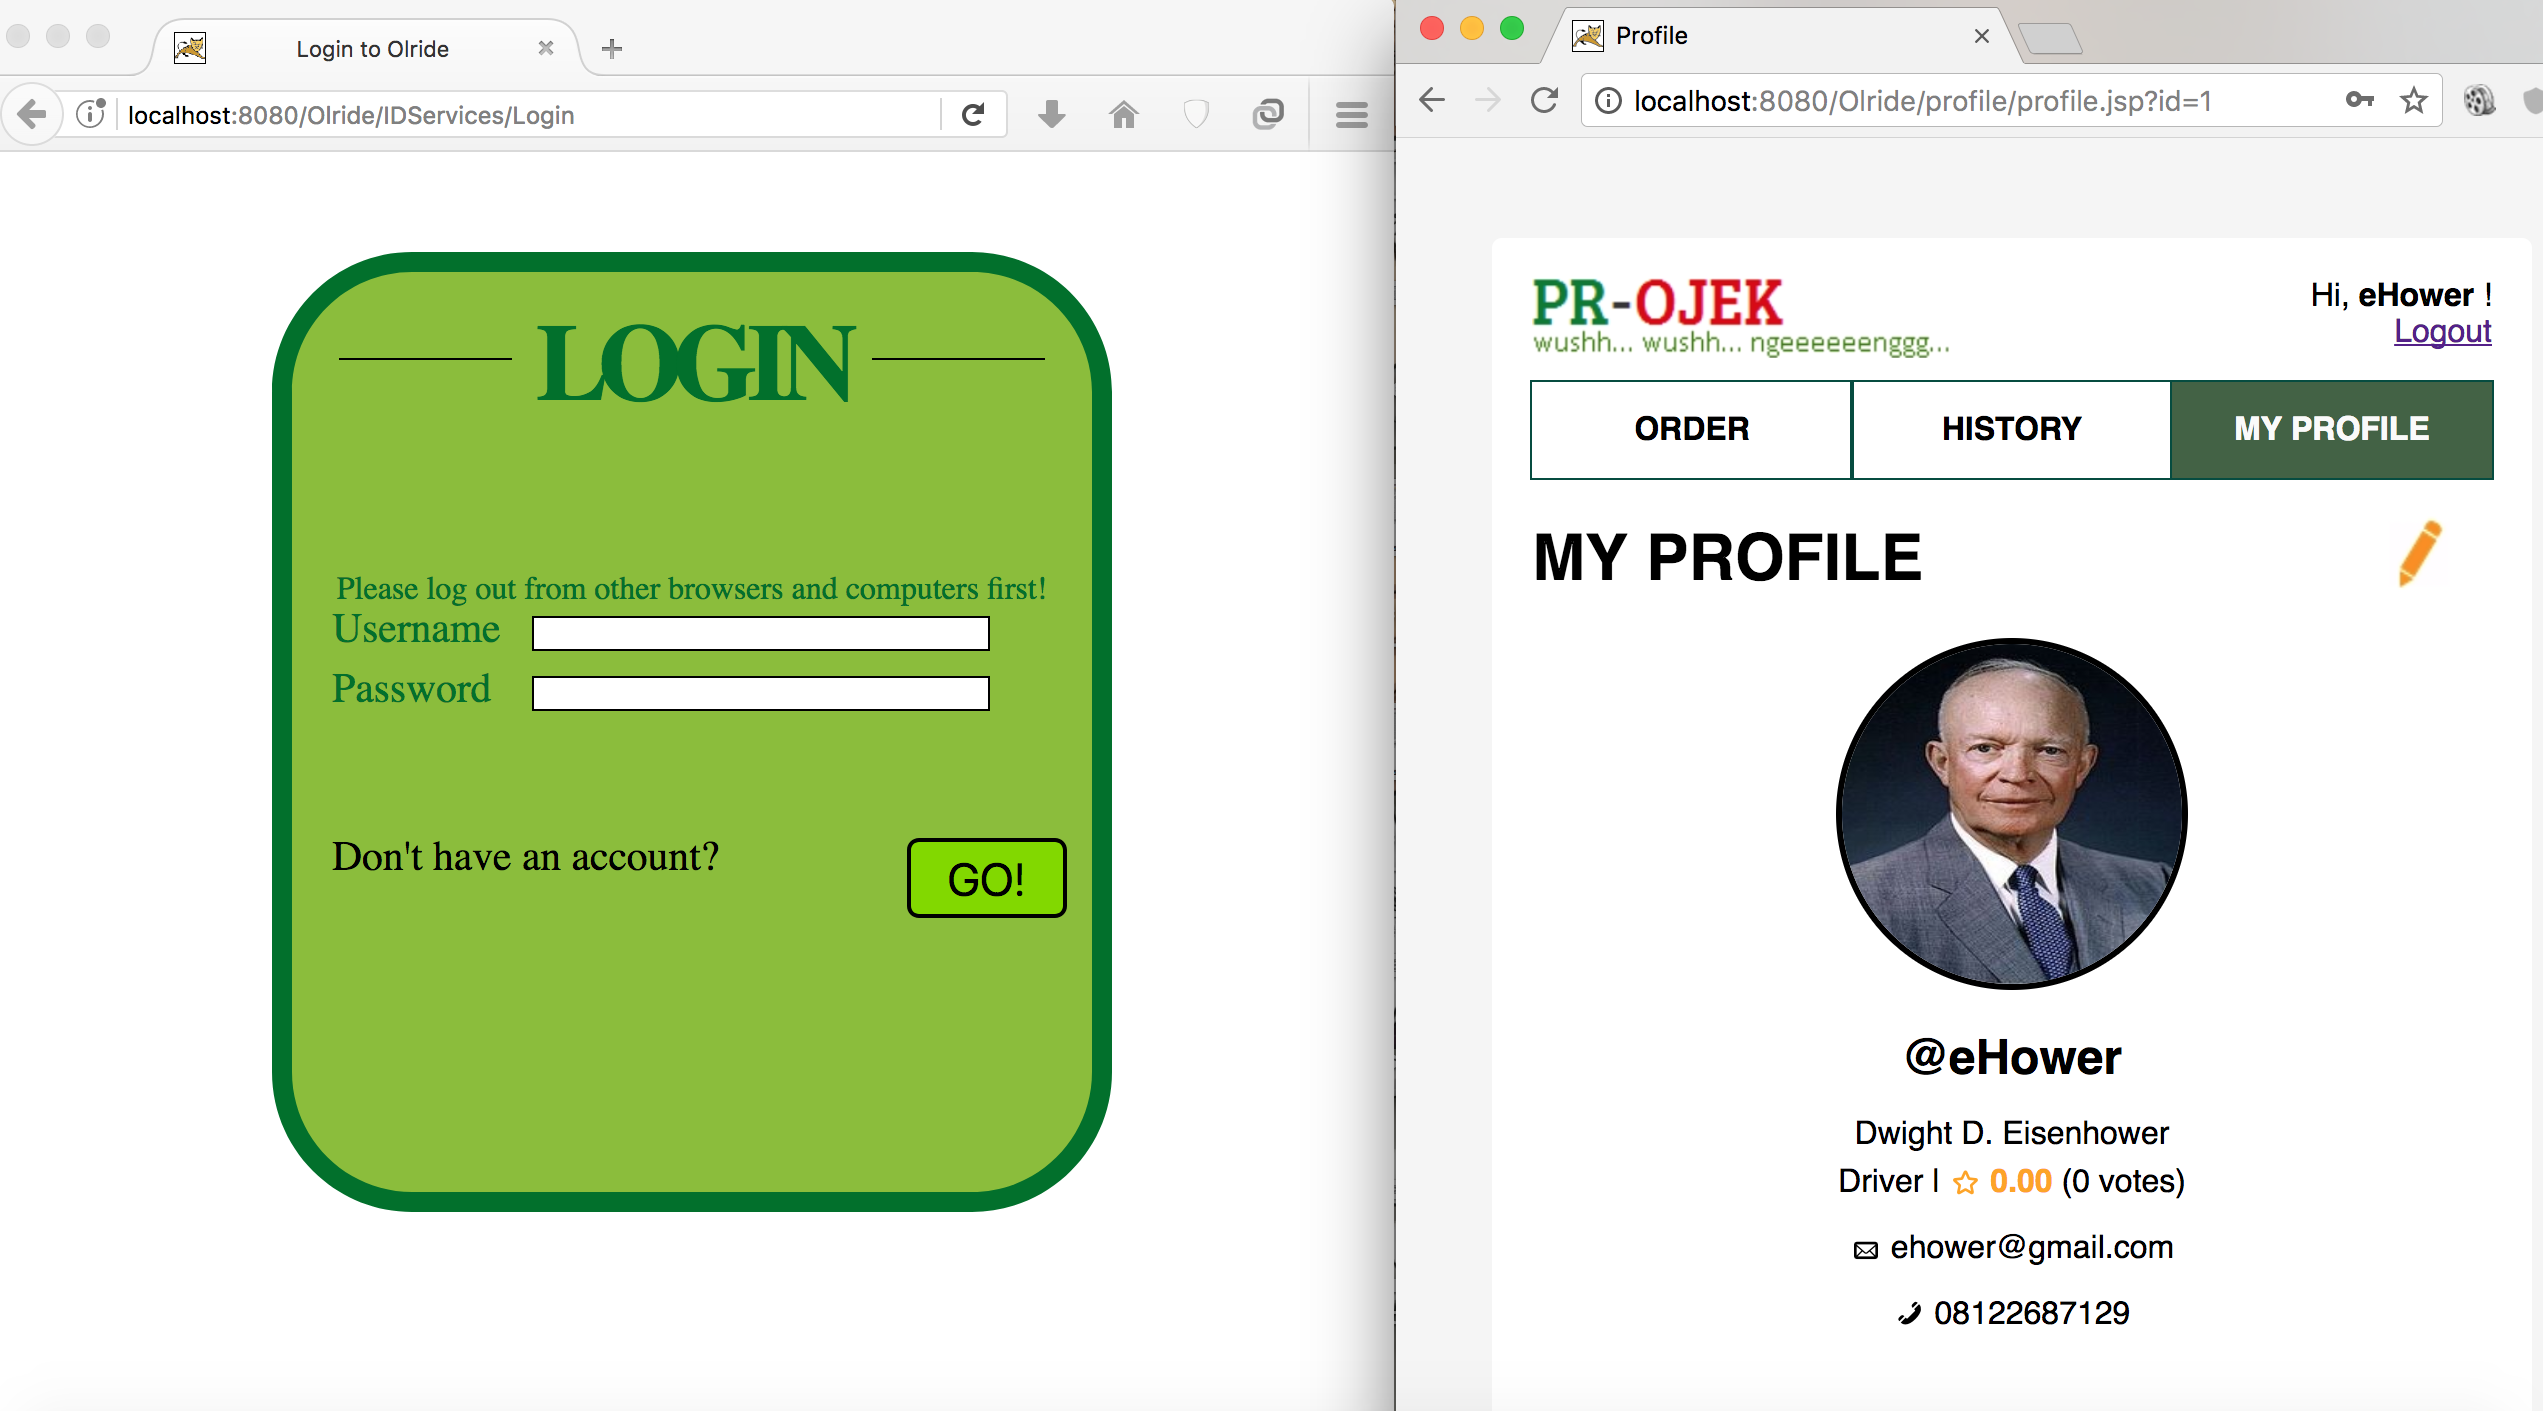 Login to Olride
localhost:8080/Olride/IDServices/Login
LOGIN
Please log out from other browsers and computers first!
Username
Password
Don't have an account?
GO!
Profile
localhost:8080/Olride/profile/profile.jsp?id=1
PR-OJEK
wushh... wushh... ngeeeeeenggg...
Hi, eHower !
Logout
ORDER
HISTORY
MY PROFILE
MY PROFILE
@eHower
Dwight D. Eisenhower
Driver | ☆ 0.00 (0 votes)
ehower@gmail.com
08122687129